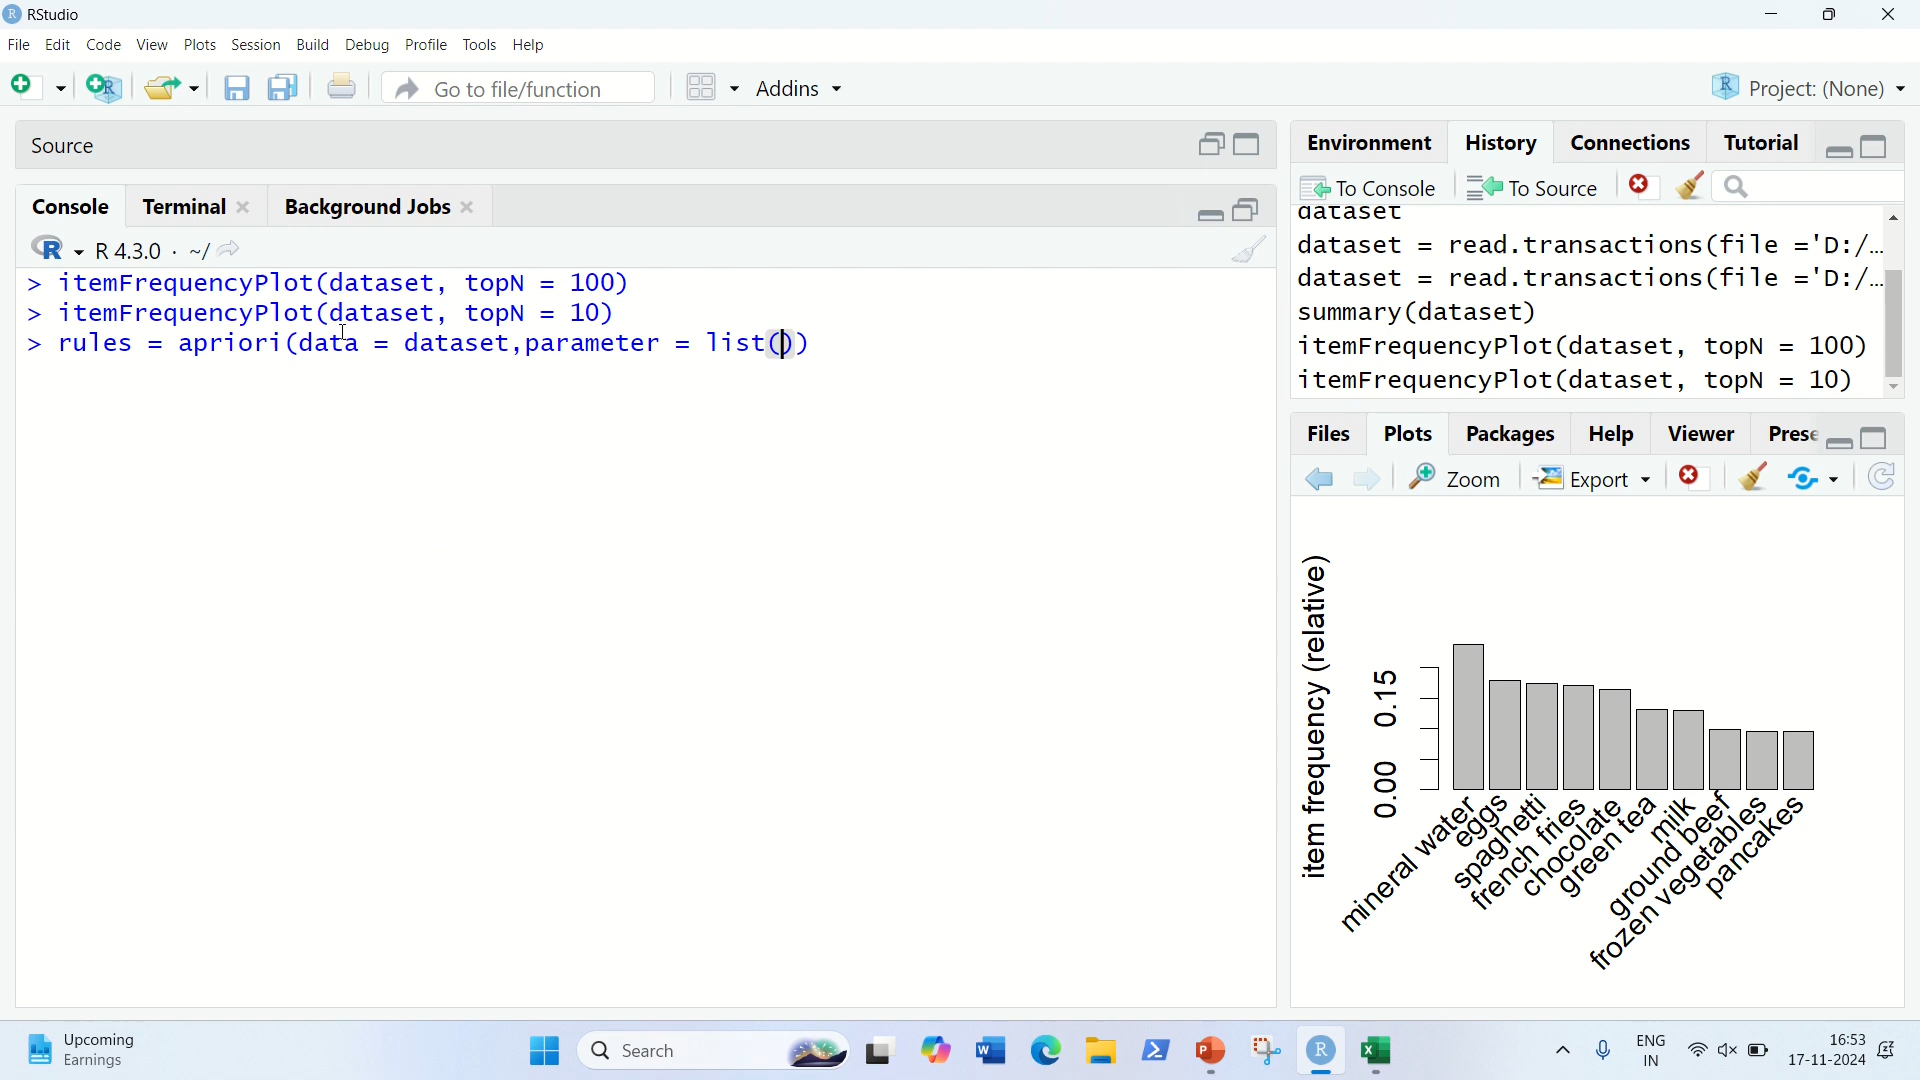 RStudio
File Edit Code View Plots Session Build Debug Profile Tools Help
Go to file/function Addins Project: (None)
Source
Console Terminal Background Jobs
R 4.3.0 · ~/
> itemFrequencyPlot(dataset, topN = 100)
> itemFrequencyPlot(dataset, topN = 10)
> rules = apriori(data = dataset,parameter = list())
Environment History Connections Tutorial
To Console To Source
dataset
dataset = read.transactions(file ='D:/…
dataset = read.transactions(file ='D:/…
summary(dataset)
itemFrequencyPlot(dataset, topN = 100)
itemFrequencyPlot(dataset, topN = 10)
Files Plots Packages Help Viewer Prese
Zoom Export
item frequency (relative)
0.15
0.00
mineral water
eggs
spaghetti
french fries
chocolate
green tea
milk
ground beef
frozen vegetables
pancakes
Upcoming
Earnings
Search
ENG
IN
16:53
17-11-2024